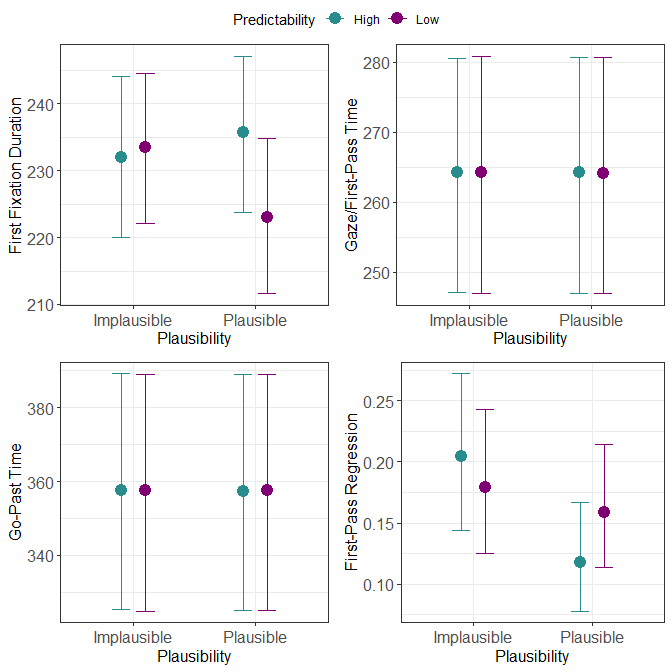 Predictability High Low
First Fixation Duration
240
230
220
210
Implausible Plausible
Plausibility
Gaze/First-Pass Time
280
270
260
250
Implausible Plausible
Plausibility
Go-Past Time
380
360
340
Implausible Plausible
Plausibility
First-Pass Regression
0.25
0.20
0.15
0.10
Implausible Plausible
Plausibility